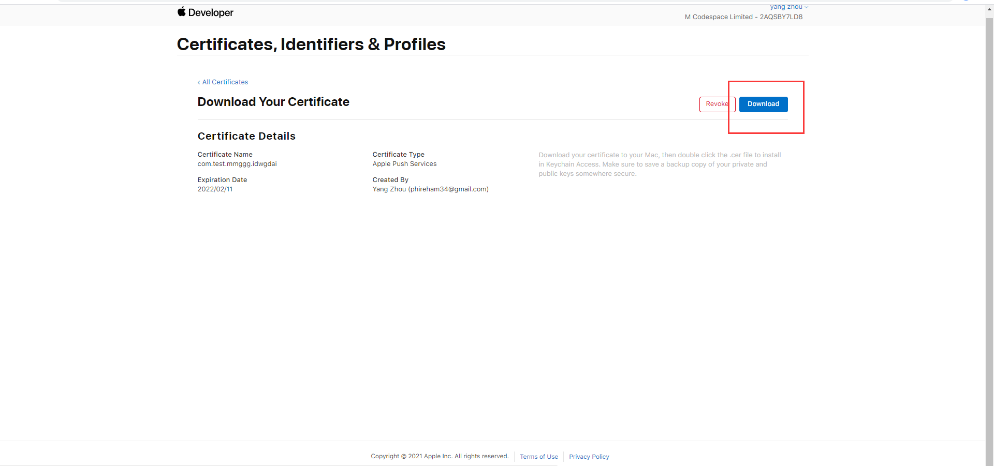 Developer
yang zhou
M Codespace Limited - 2AQSBY7LD8
Certificates, Identifiers & Profiles
‹ All Certificates
Download Your Certificate
Revoke
Download
Certificate Details
Certificate Name
com.test.mmggg.idwgdai
Certificate Type
Apple Push Services
Download your certificate to your Mac, then double click the .cer file to install
in Keychain Access. Make sure to save a backup copy of your private and
public keys somewhere secure.
Expiration Date
2022/02/11
Created By
Yang Zhou (phireham34@gmail.com)
Copyright © 2021 Apple Inc. All rights reserved.
Terms of Use
Privacy Policy